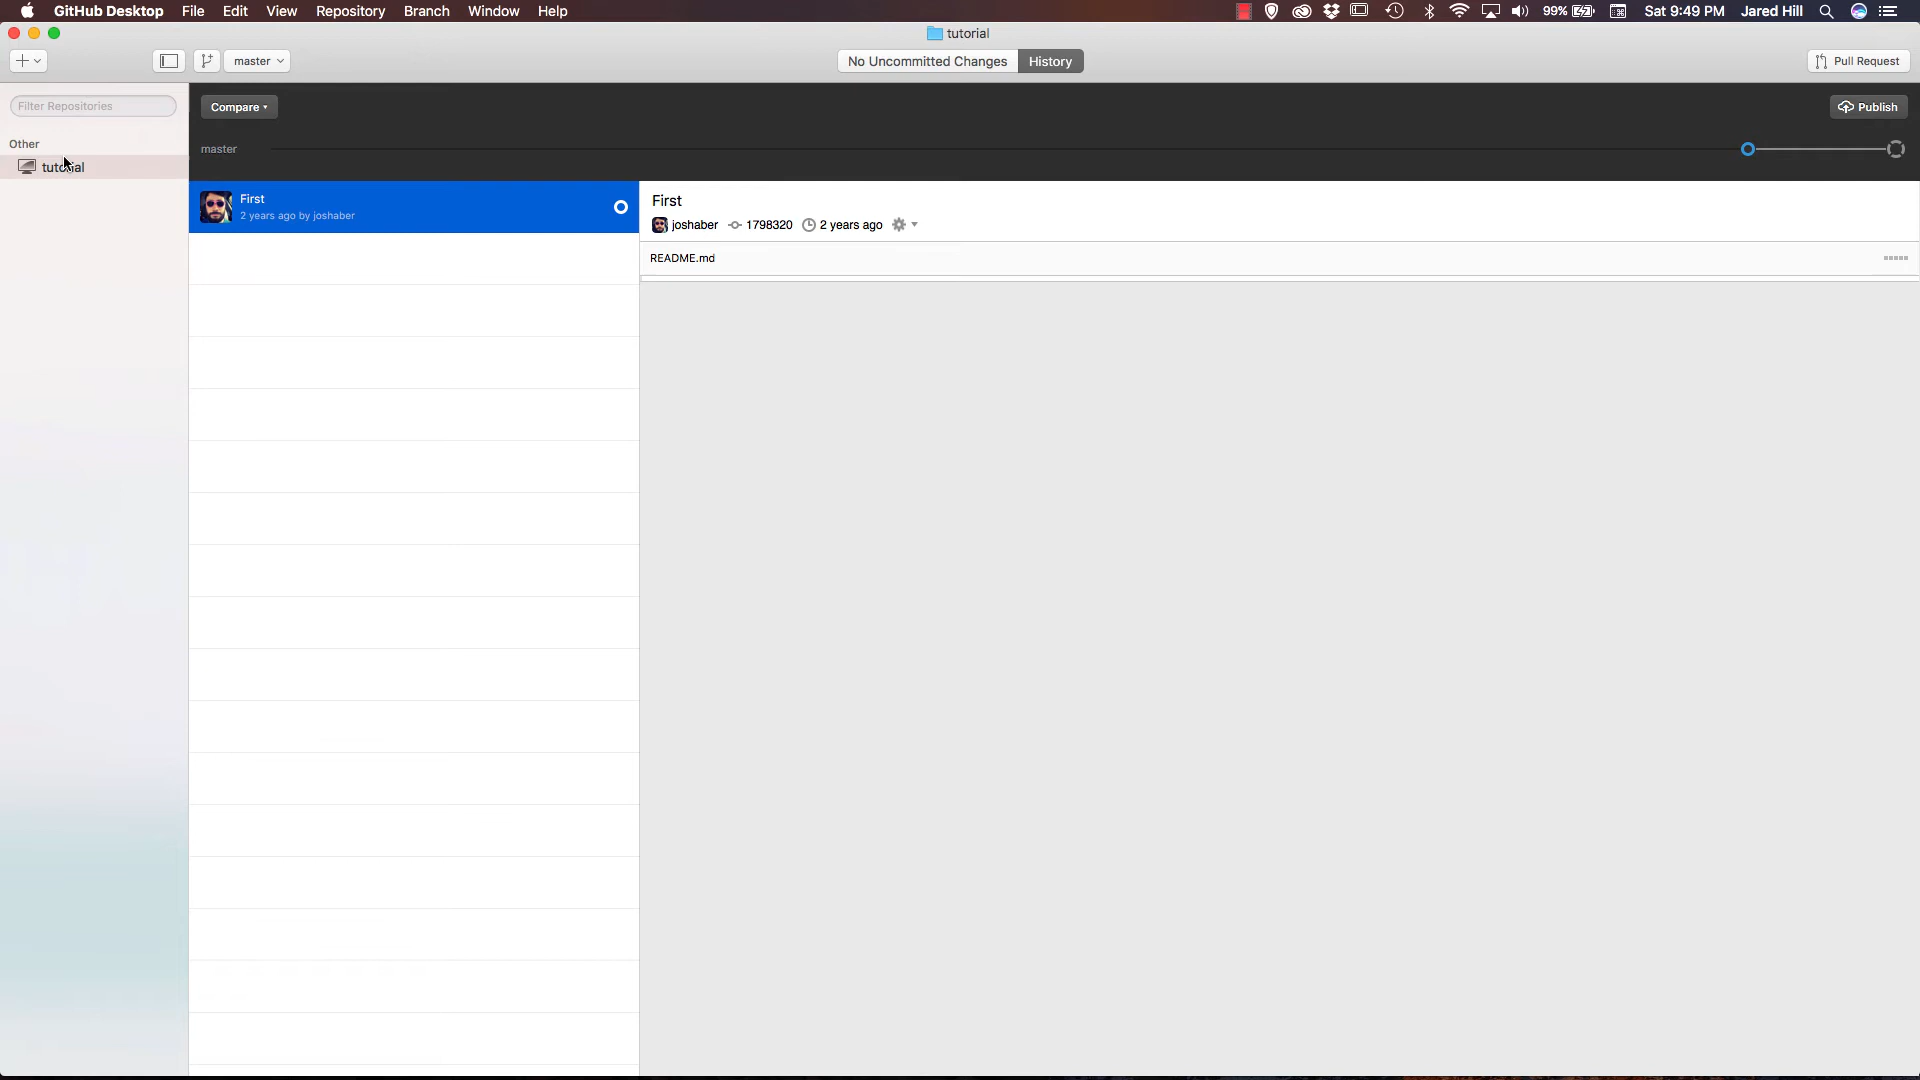 GitHub Desktop File Edit View Repository Branch Window Help 99% Sat 9:49 PM Jared Hill
tutorial
master No Uncommitted Changes History Pull Request
Filter Repositories Compare Publish
Other master
tutorial
First
2 years ago by joshaber
First
joshaber 1798320 2 years ago
README.md